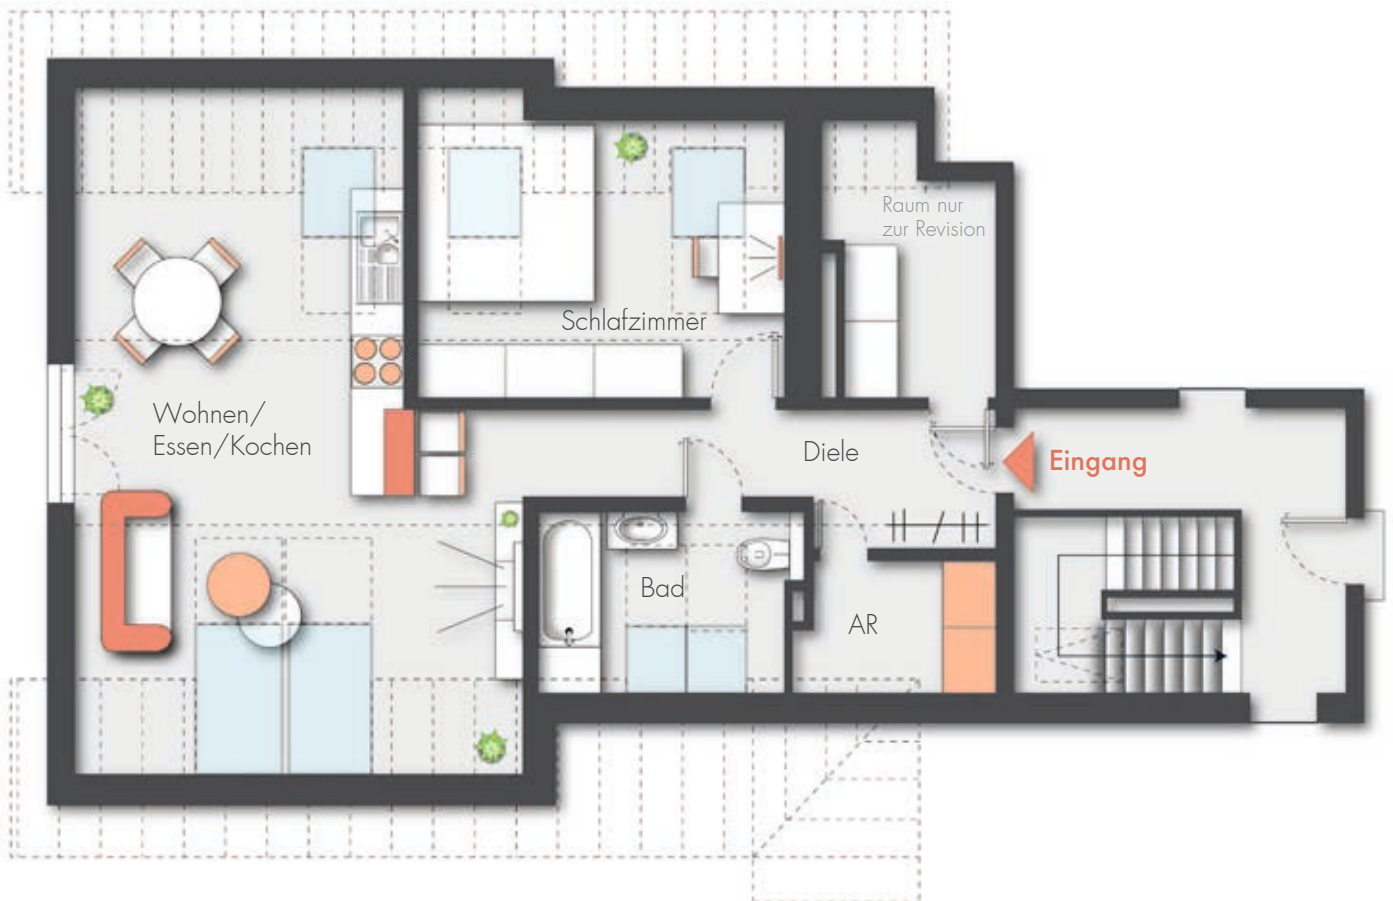 Raum nur
zur Revision
Schlafzimmer
Wohnen/
Essen/Kochen
Diele
Eingang
Bad
AR